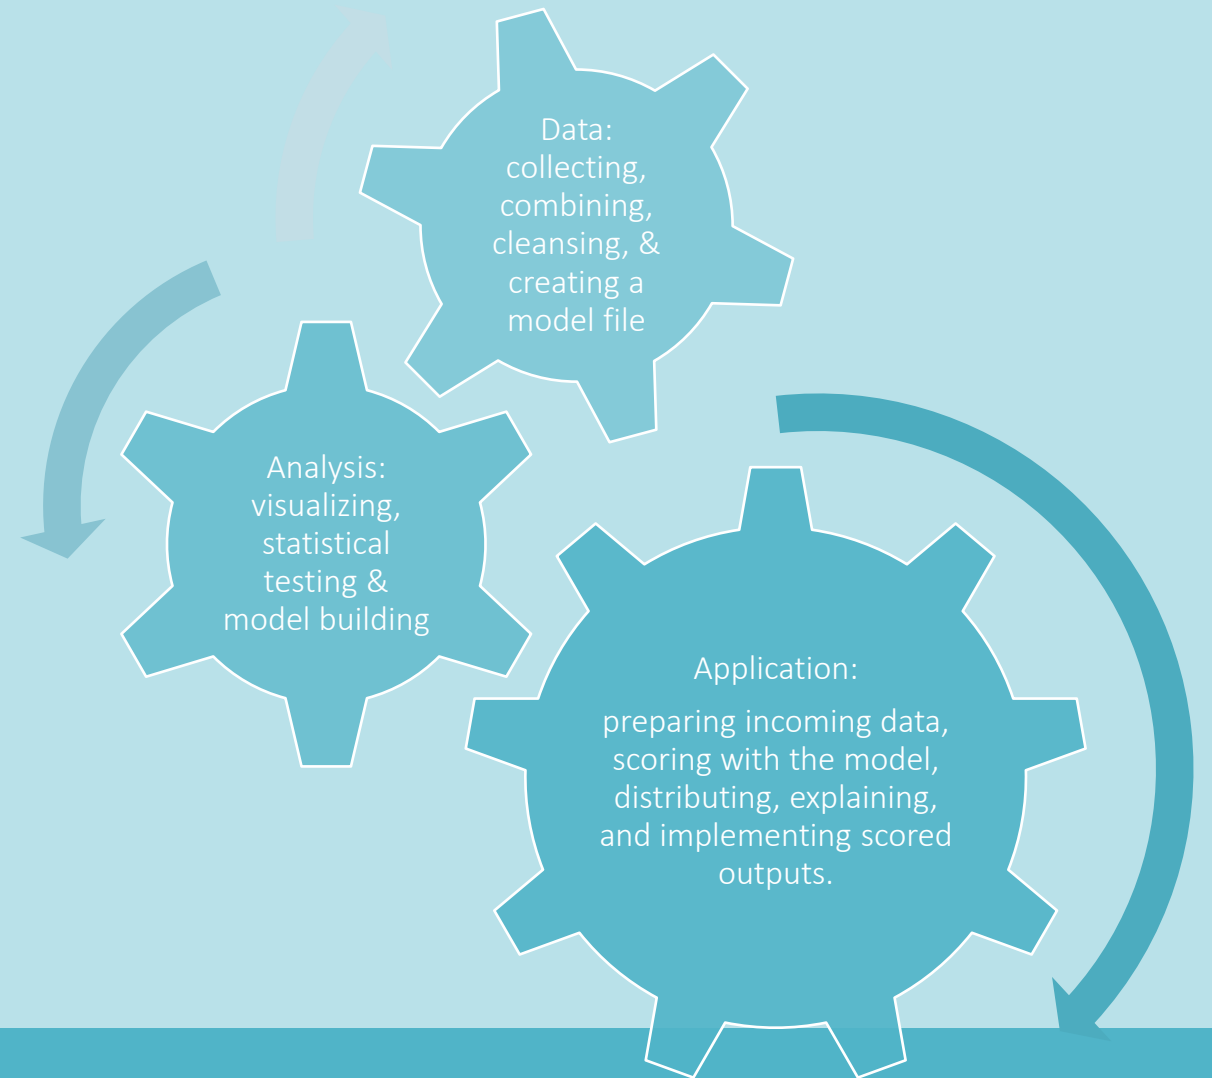 Data:
collecting,
combining,
cleansing, &
creating a
model file
Analysis:
visualizing,
statistical
testing &
model building
Application:
preparing incoming data,
scoring with the model,
distributing, explaining,
and implementing scored
outputs.